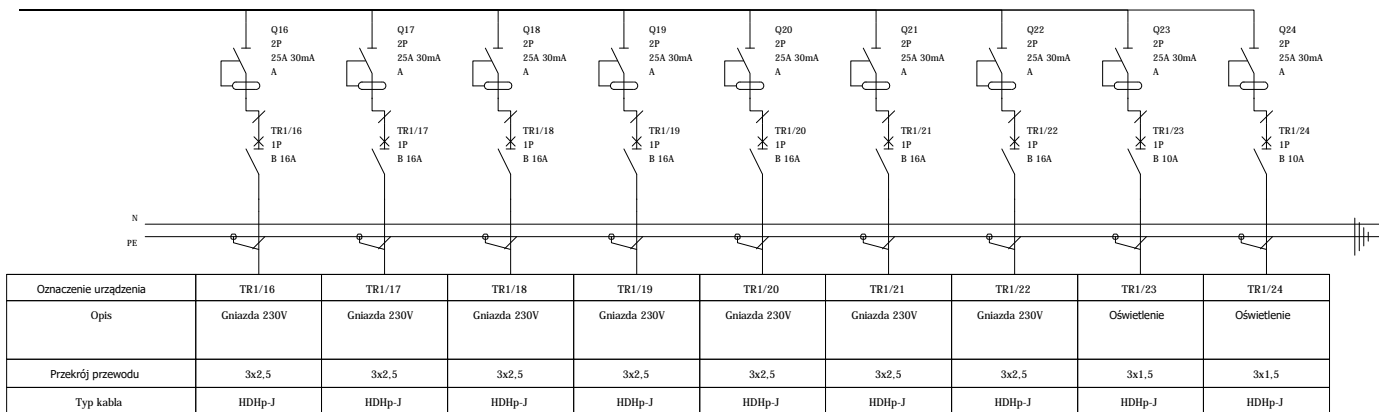 Q16 Q17 Q18 Q19 Q20 Q21 Q22 Q23 Q24
2P 2P 2P 2P 2P 2P 2P 2P 2P
25A 30mA 25A 30mA 25A 30mA 25A 30mA 25A 30mA 25A 30mA 25A 30mA 25A 30mA 25A 30mA
A A A A A A A A A
TR1/16 TR1/17 TR1/18 TR1/19 TR1/20 TR1/21 TR1/22 TR1/23 TR1/24
1P 1P 1P 1P 1P 1P 1P 1P 1P
B 16A B 16A B 16A B 16A B 16A B 16A B 16A B 10A B 10A
N
PE
Oznaczenie urządzenia TR1/16 TR1/17 TR1/18 TR1/19 TR1/20 TR1/21 TR1/22 TR1/23 TR1/24
Opis Gniazda 230V Gniazda 230V Gniazda 230V Gniazda 230V Gniazda 230V Gniazda 230V Gniazda 230V Oświetlenie Oświetlenie
Przekrój przewodu 3x2,5 3x2,5 3x2,5 3x2,5 3x2,5 3x2,5 3x2,5 3x1,5 3x1,5
Typ kabla HDHp-J HDHp-J HDHp-J HDHp-J HDHp-J HDHp-J HDHp-J HDHp-J HDHp-J